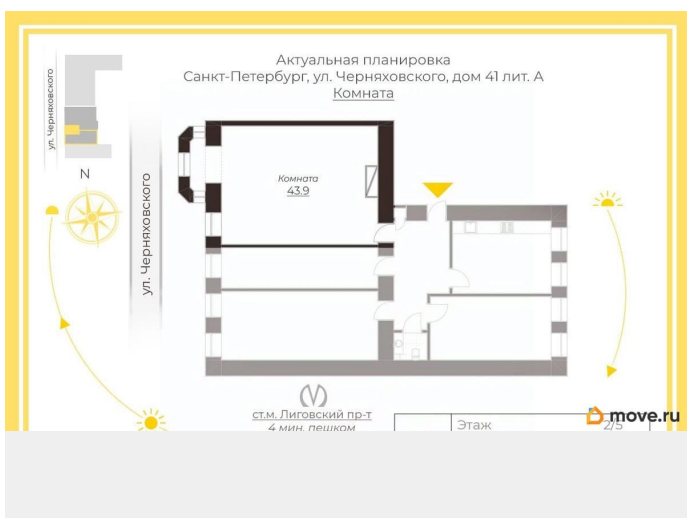 Актуальная планировка
Санкт-Петербург, ул. Черняховского, дом 41 лит. А
Комната
ул. Черняховского
N
ул. Черняховского
Комната
43.9
ст.м. Лиговский пр-т
4 мин. пешком
Этаж
2/5
move.ru